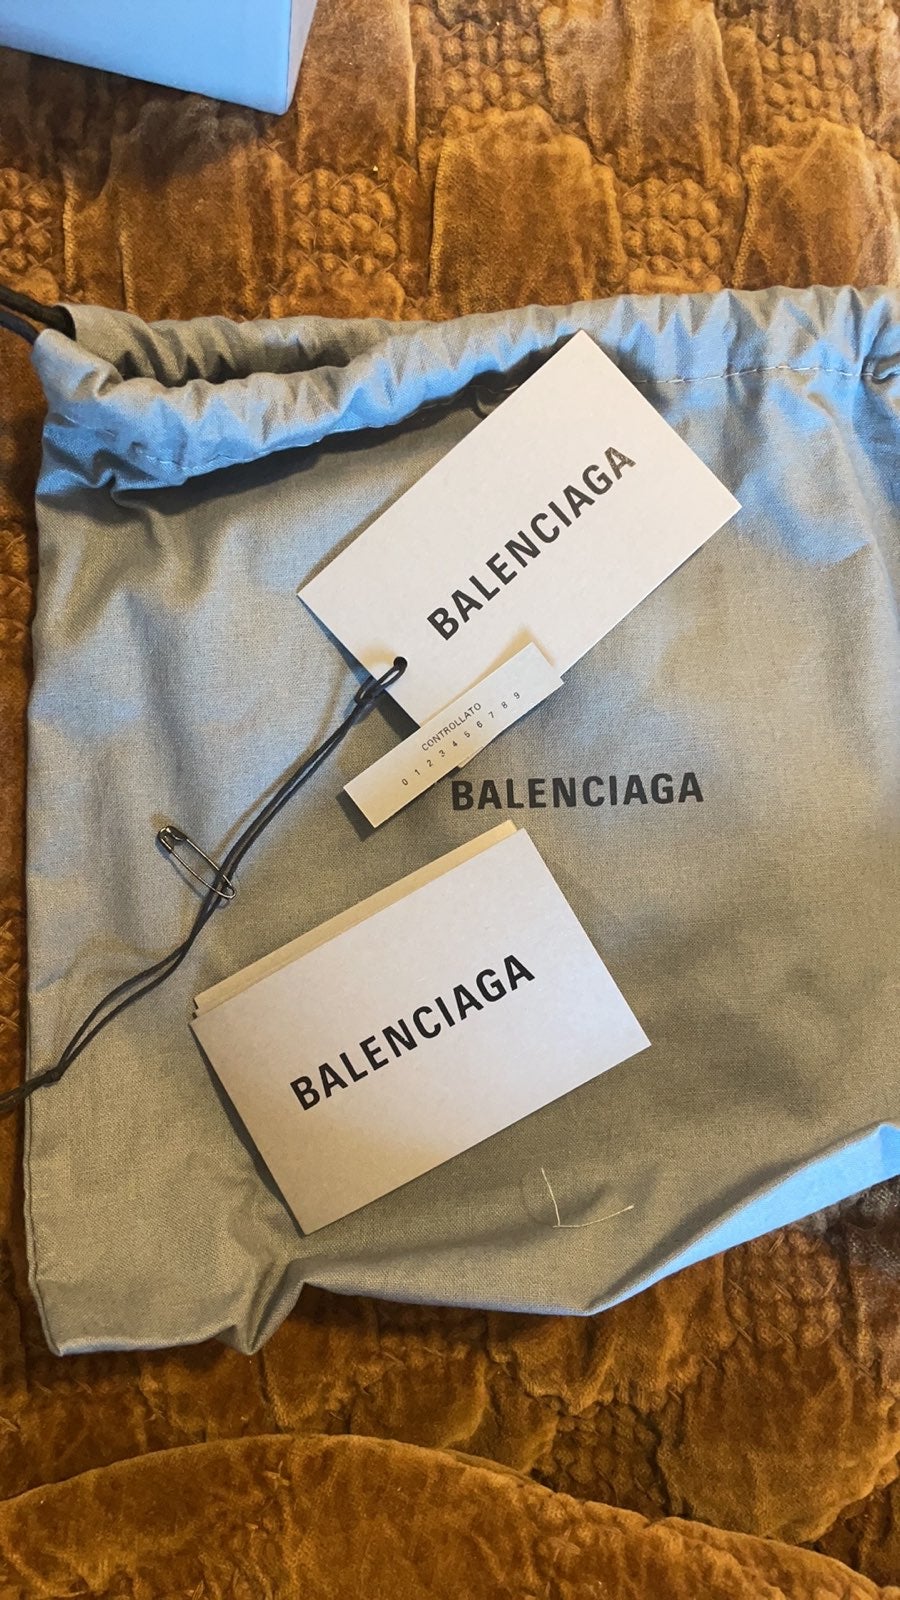 BALENCIAGA
CONTROLLATO
0 1 2 3 4 5 6 7 8 9
BALENCIAGA
BALENCIAGA